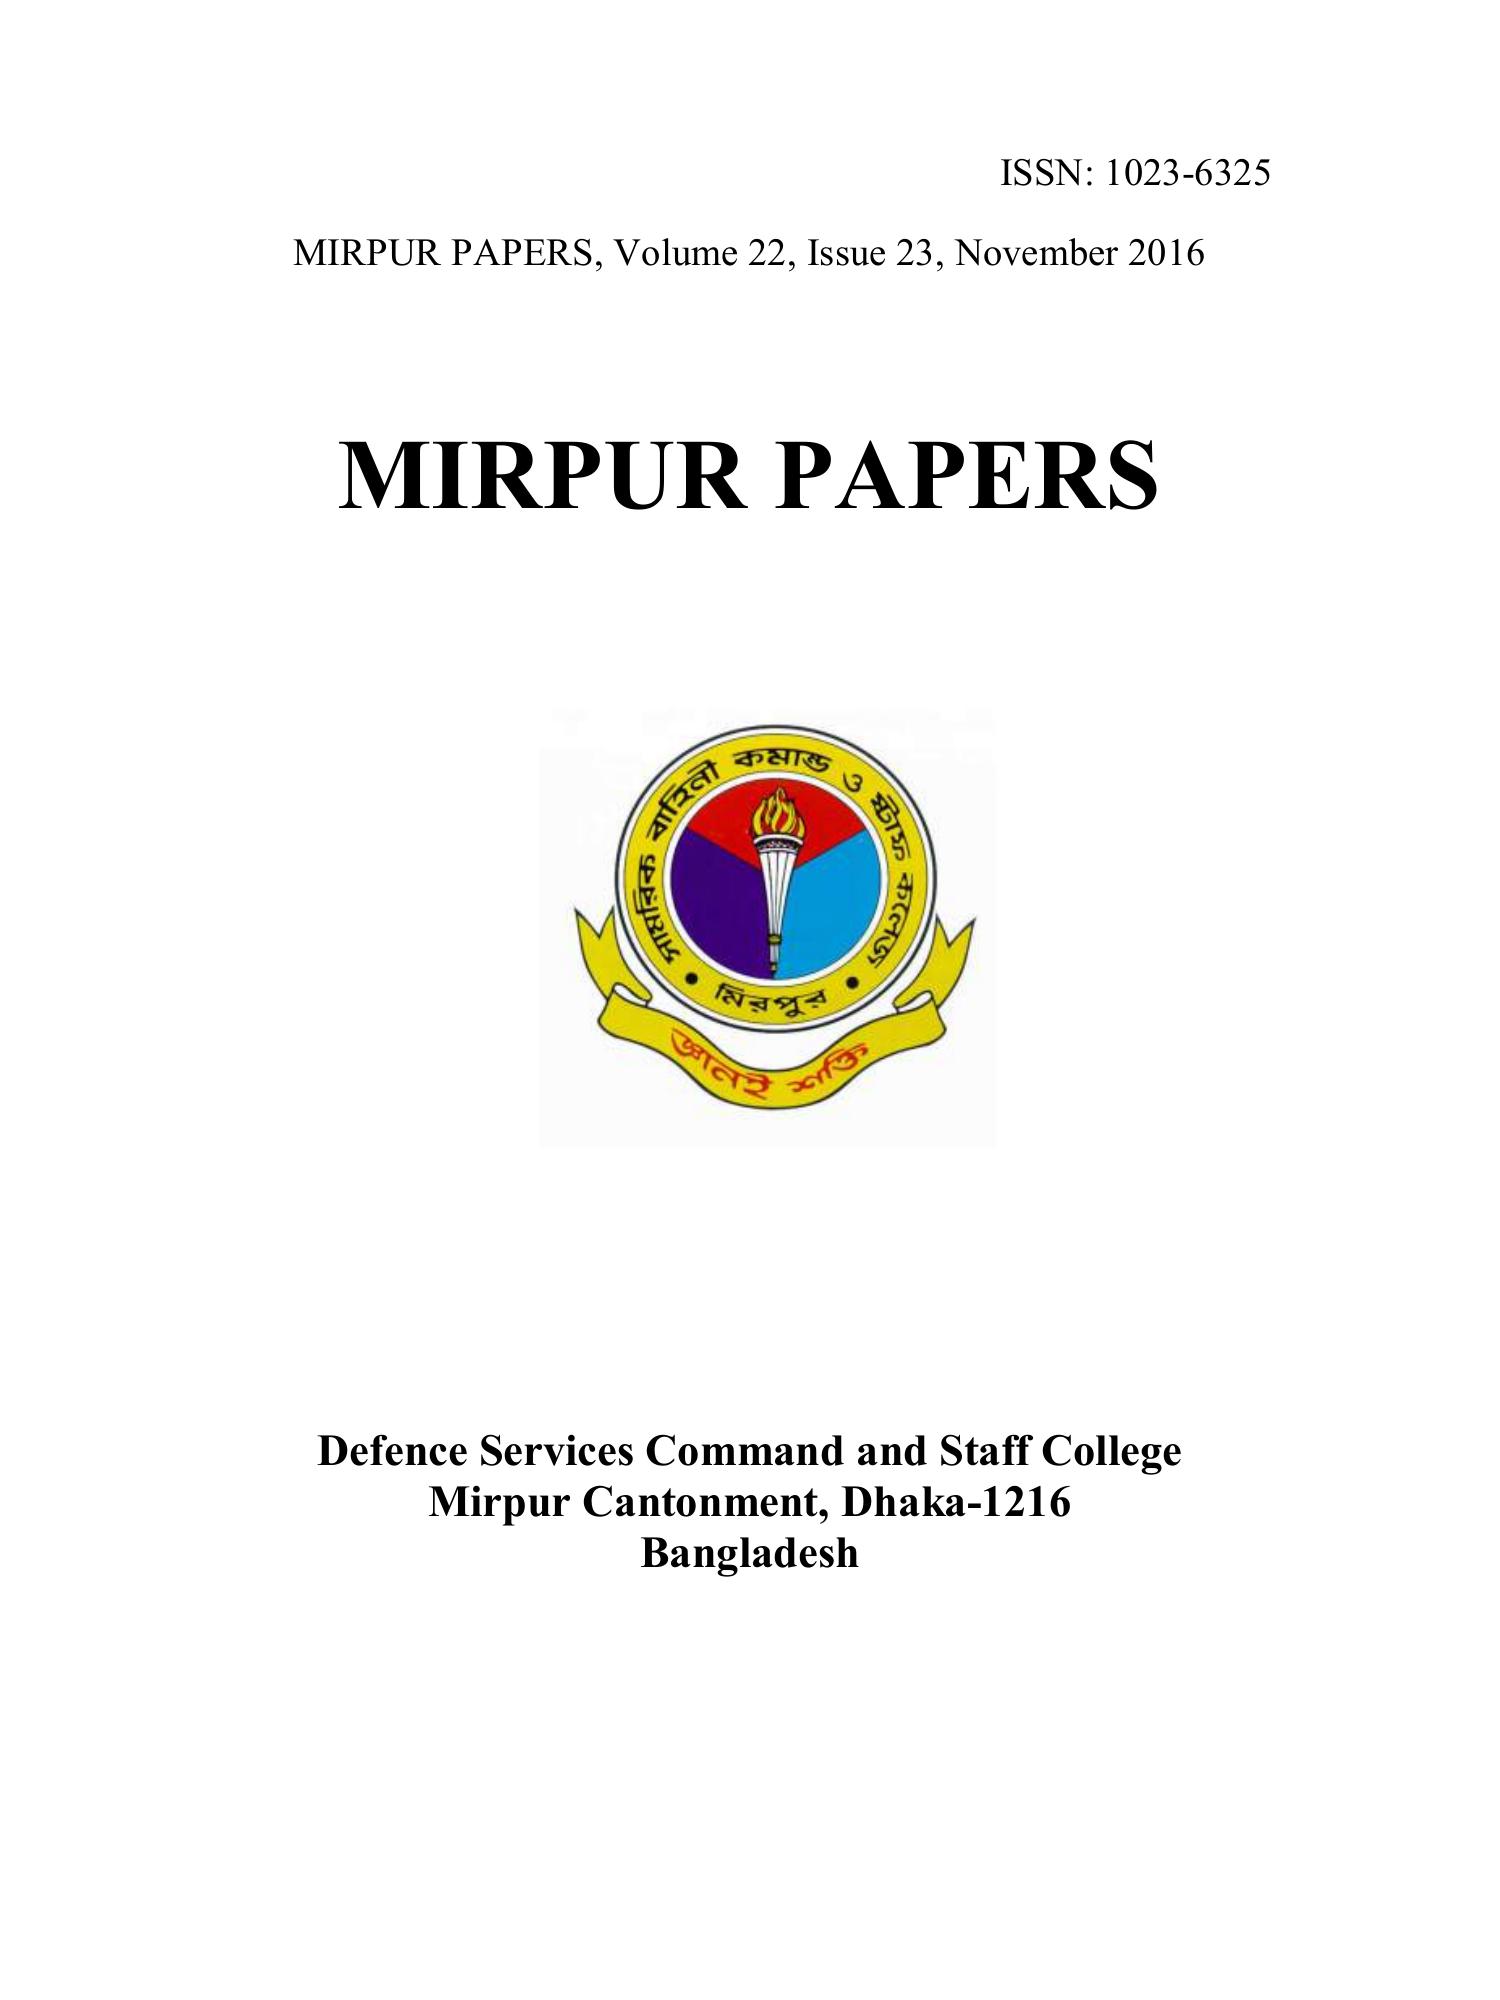 ISSN: 1023-6325
MIRPUR PAPERS, Volume 22, Issue 23, November 2016
MIRPUR PAPERS
সামরিক বাহিনী কমান্ড ও ষ্টাফ কলেজ
মিরপুর
জ্ঞানই শক্তি
Defence Services Command and Staff College
Mirpur Cantonment, Dhaka-1216
Bangladesh